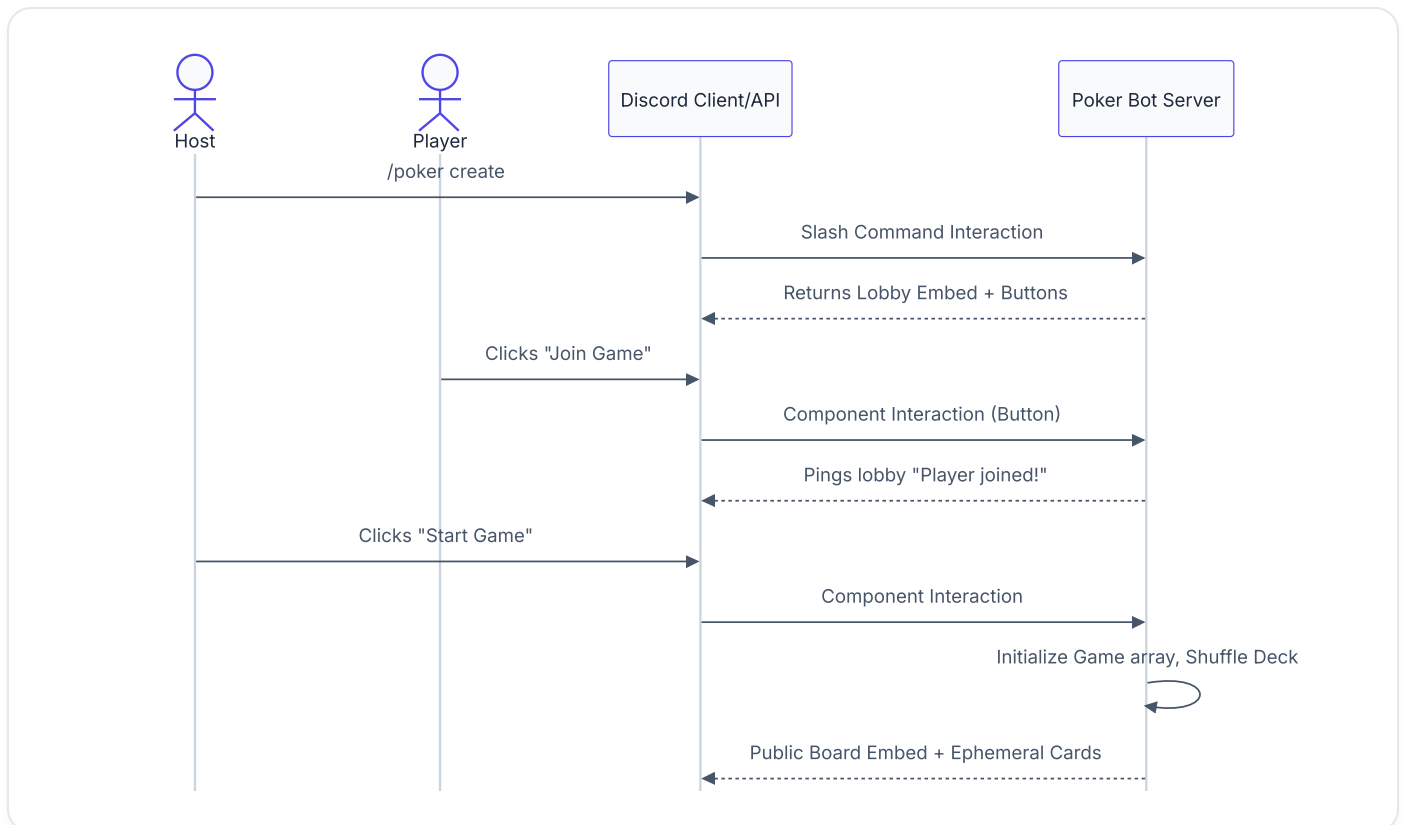 Host
Player
Discord Client/API
Poker Bot Server
/poker create
Slash Command Interaction
Returns Lobby Embed + Buttons
Clicks "Join Game"
Component Interaction (Button)
Pings lobby "Player joined!"
Clicks "Start Game"
Component Interaction
Initialize Game array, Shuffle Deck
Public Board Embed + Ephemeral Cards